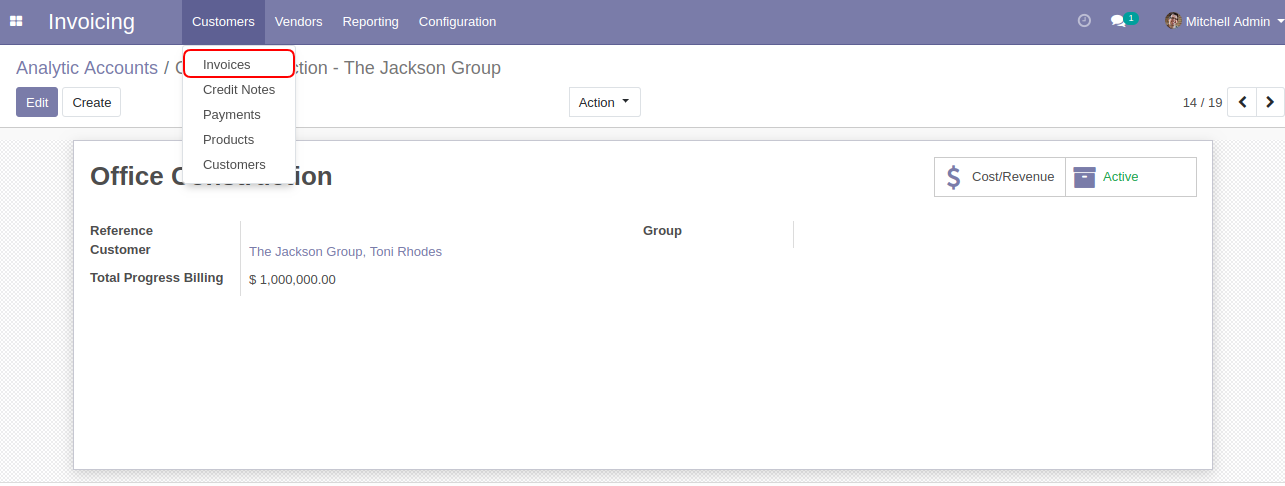 Invoicing Customers Vendors Reporting Configuration 1 Mitchell Admin
Analytic Accounts / O ction - The Jackson Group
Invoices
Credit Notes
Payments
Products
Customers
Edit Create Action 14 / 19
Office Construction
Cost/Revenue Active
Reference
Group
Customer The Jackson Group, Toni Rhodes
Total Progress Billing $ 1,000,000.00